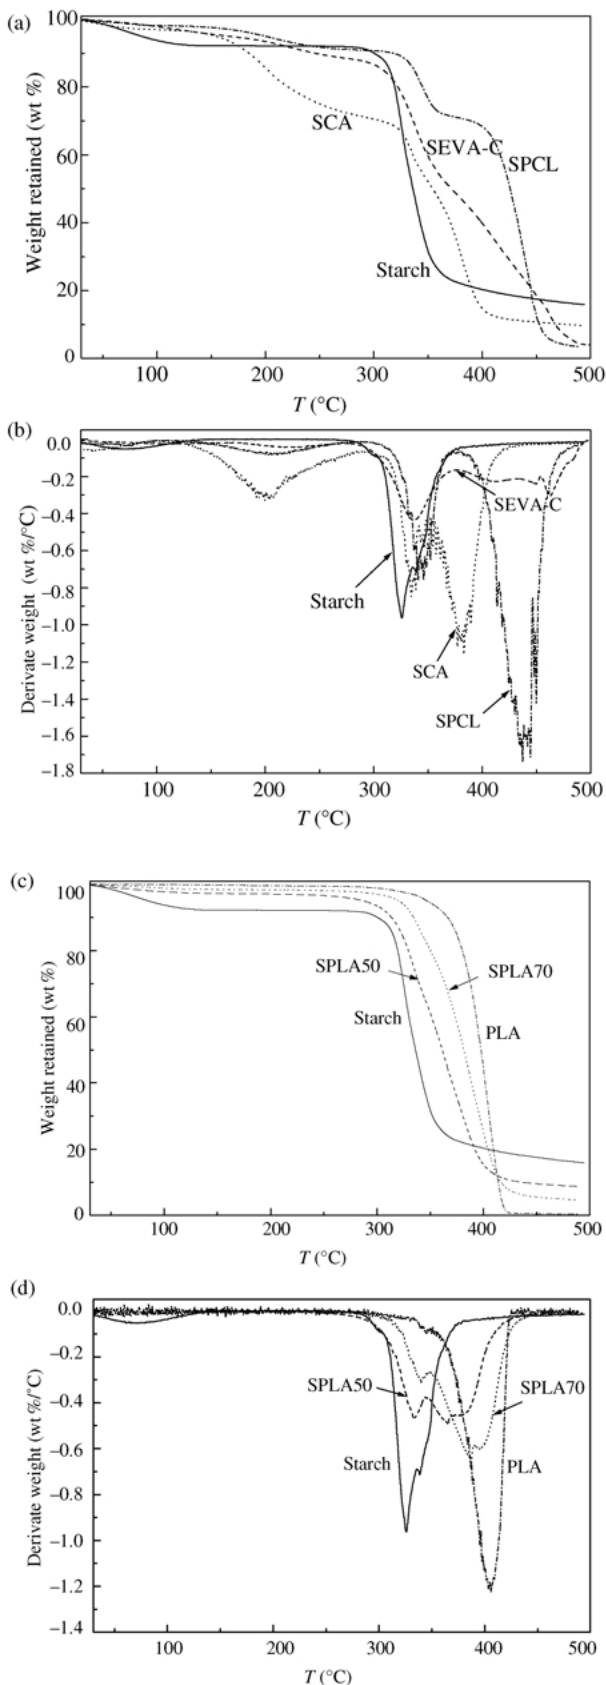 (a)
100
80
60
40
20
0
Weight retained (wt %)
SCA
SEVA-C
SPCL
Starch
100
200
300
400
500
T (°C)
(b)
0.0
−0.2
−0.4
−0.6
−0.8
−1.0
−1.2
−1.4
−1.6
−1.8
Derivate weight (wt %/°C)
SEVA-C
Starch
SCA
SPCL
100
200
300
400
500
T (°C)
(c)
100
80
60
40
20
0
Weight retained (wt %)
SPLA50
SPLA70
Starch
PLA
100
200
300
400
500
T (°C)
(d)
0.0
−0.2
−0.4
−0.6
−0.8
−1.0
−1.2
−1.4
Derivate weight (wt %/°C)
SPLA50
SPLA70
Starch
PLA
100
200
300
400
500
T (°C)